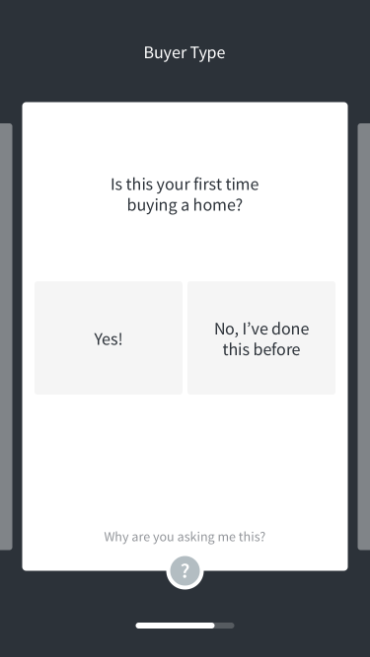 Buyer Type
Is this your first time
buying a home?
Yes!
No, I've done
this before
Why are you asking me this?
?